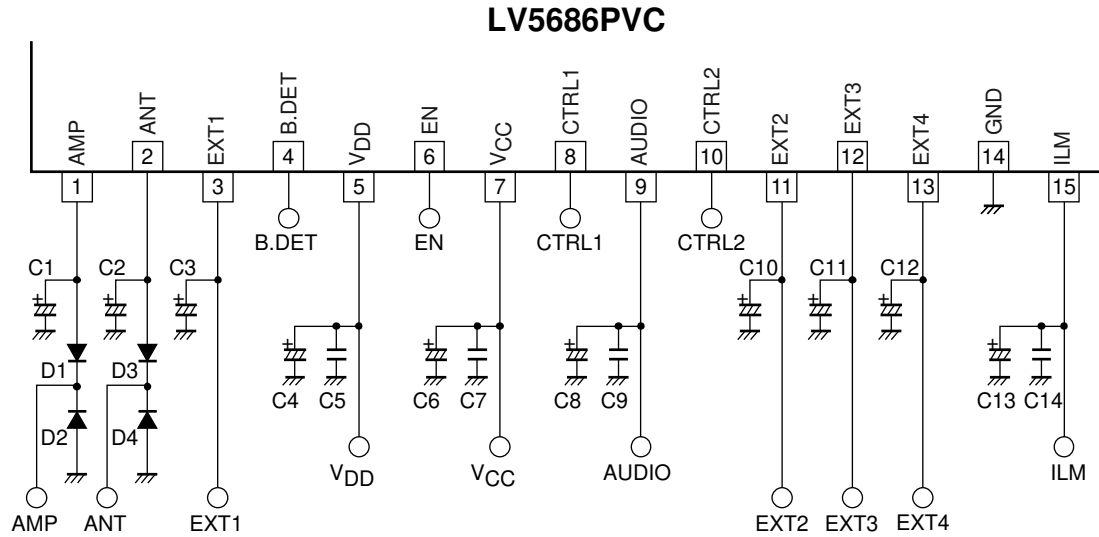 LV5686PVC
AMP
ANT
EXT1
B.DET
VDD
EN
VCC
CTRL1
AUDIO
CTRL2
EXT2
EXT3
EXT4
GND
ILM
1
2
3
4
5
6
7
8
9
10
11
12
13
14
15
B.DET
EN
CTRL1
CTRL2
C1
C2
C3
C10
C11
C12
+
+
+
+
+
+
+
+
+
+
D1
D3
C4
C5
C6
C7
C8
C9
C13
C14
D2
D4
VDD
VCC
AUDIO
ILM
AMP
ANT
EXT1
EXT2
EXT3
EXT4